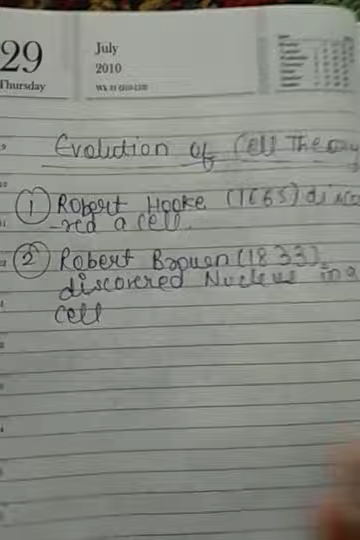 29
Thursday
July
2010
Evolution of Cell Theory
1 Robert Hooke (1665) disco
-red a cell.
2 Robert Brown (1833).
discovered Nucleus in a
cell